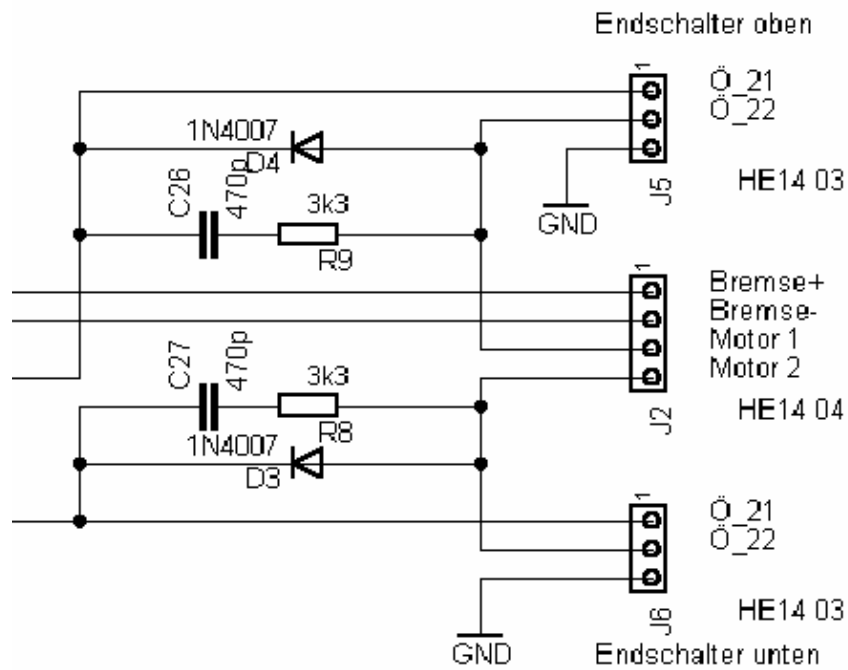 Endschalter oben
1
Ö_21
Ö_22
1N4007
D4
C26
470p
3k3
R9
J5
HE14 03
GND
1
Bremse+
Bremse-
Motor 1
Motor 2
C27
470p
3k3
R8
J2
HE14 04
1N4007
D3
1
Ö_21
Ö_22
J6
HE14 03
GND
Endschalter unten